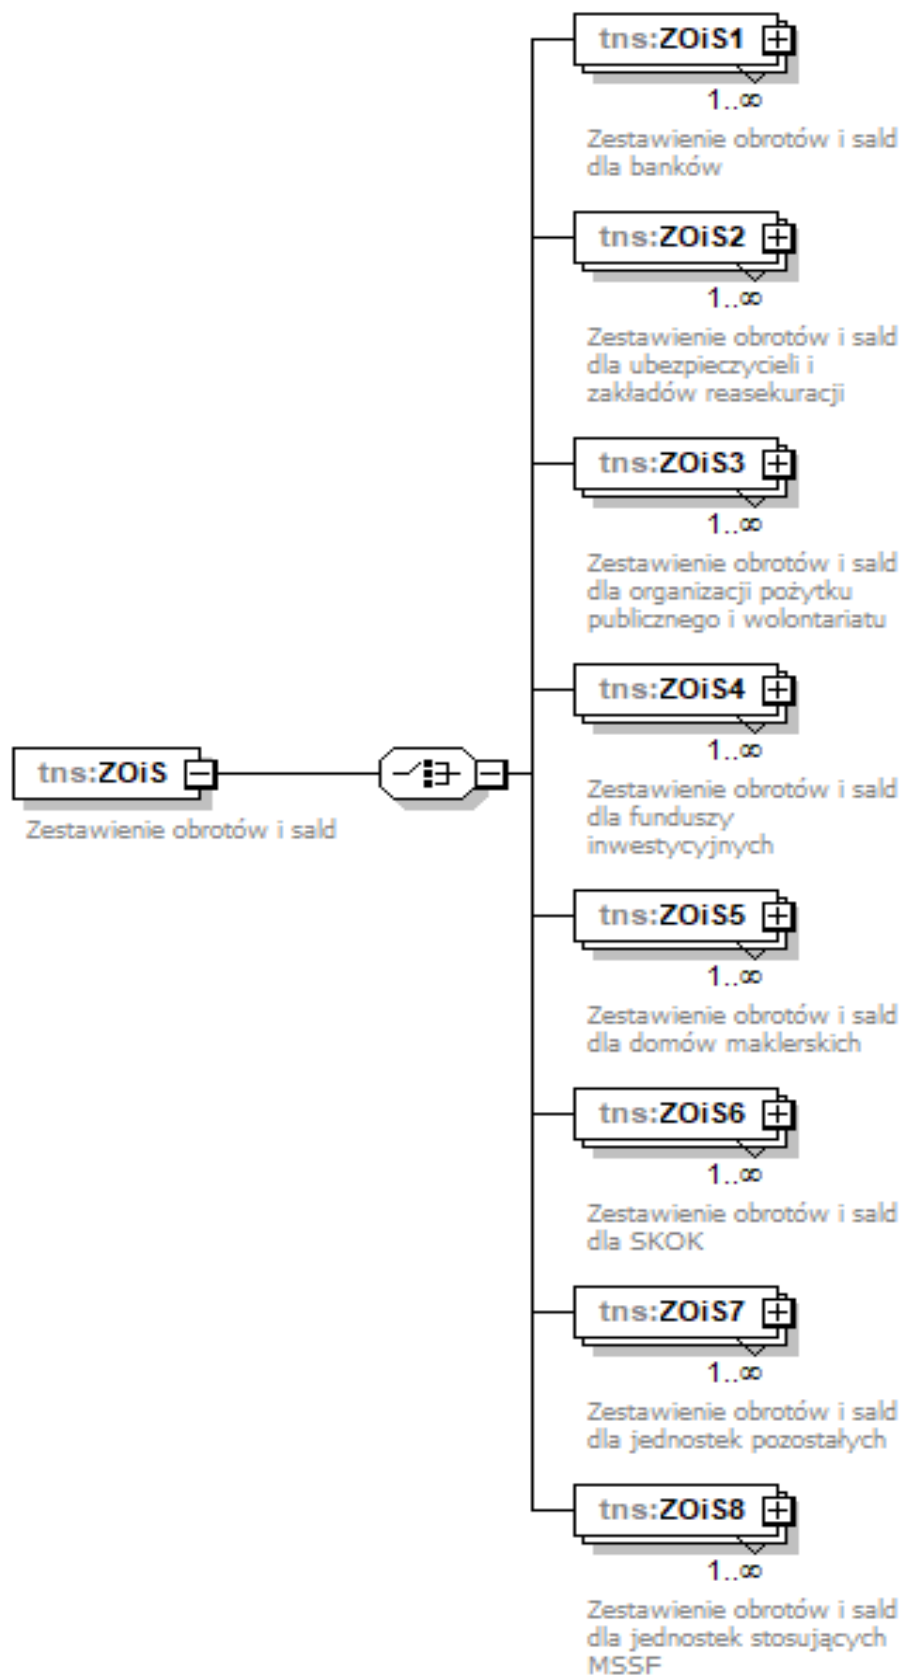 tns:ZOiS1
1..∞
Zestawienie obrotów i sald
dla banków
tns:ZOiS2
1..∞
Zestawienie obrotów i sald
dla ubezpieczycieli i
zakładów reasekuracji
tns:ZOiS3
1..∞
Zestawienie obrotów i sald
dla organizacji pożytku
publicznego i wolontariatu
tns:ZOiS4
1..∞
Zestawienie obrotów i sald
dla funduszy
inwestycyjnych
tns:ZOiS
Zestawienie obrotów i sald
tns:ZOiS5
1..∞
Zestawienie obrotów i sald
dla domów maklerskich
tns:ZOiS6
1..∞
Zestawienie obrotów i sald
dla SKOK
tns:ZOiS7
1..∞
Zestawienie obrotów i sald
dla jednostek pozostałych
tns:ZOiS8
1..∞
Zestawienie obrotów i sald
dla jednostek stosujących
MSSF